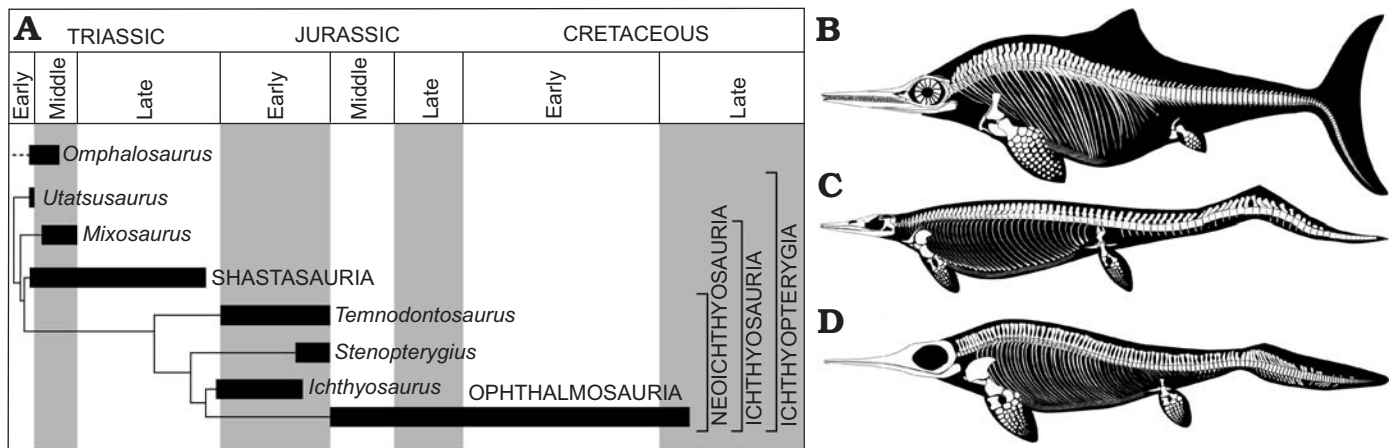 A
TRIASSIC JURASSIC CRETACEOUS
Early Middle Late Early Middle Late Early Late
Omphalosaurus
Utatsusaurus
Mixosaurus
SHASTASAURIA
Temnodontosaurus
Stenopterygius
Ichthyosaurus
OPHTHALMOSAURIA
NEOICHTHYOSAURIA
ICHTHYOSAURIA
ICHTHYOPTERYGIA
B
C
D